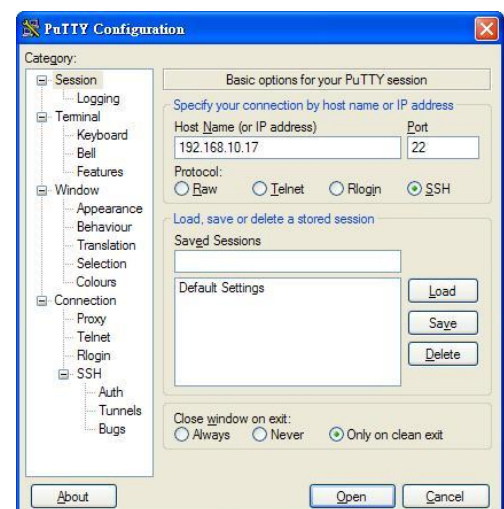 PuTTY Configuration
Category:
Session
Logging
Terminal
Keyboard
Bell
Features
Window
Appearance
Behaviour
Translation
Selection
Colours
Connection
Proxy
Telnet
Rlogin
SSH
Auth
Tunnels
Bugs
Basic options for your PuTTY session
Specify your connection by host name or IP address
Host Name (or IP address) Port
192.168.10.17 22
Protocol:
Raw Telnet Rlogin SSH
Load, save or delete a stored session
Saved Sessions
Default Settings
Load
Save
Delete
Close window on exit:
Always Never Only on clean exit
About Open Cancel